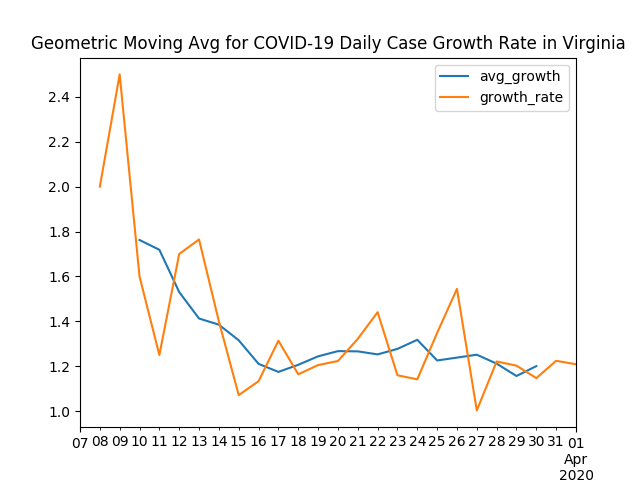 Geometric Moving Avg for COVID-19 Daily Case Growth Rate in Virginia
avg_growth
growth_rate
2.4
2.2
2.0
1.8
1.6
1.4
1.2
1.0
07 08 09 10 11 12 13 14 15 16 17 18 19 20 21 22 23 24 25 26 27 28 29 30 31 01
Apr
2020